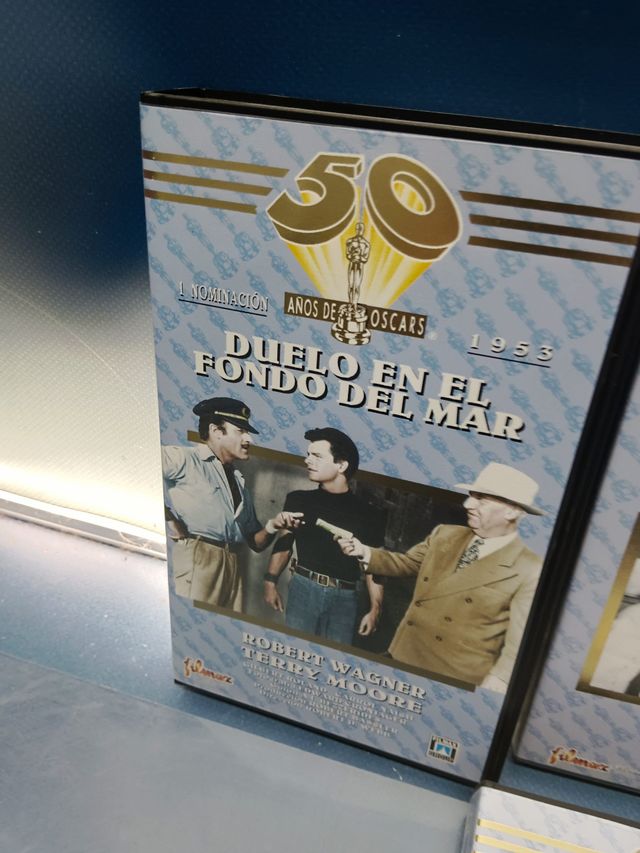 50
AÑOS DE OSCARS
1 NOMINACIÓN
1953
DUELO EN EL
FONDO DEL MAR
ROBERT WAGNER
TERRY MOORE
filmax
filmax